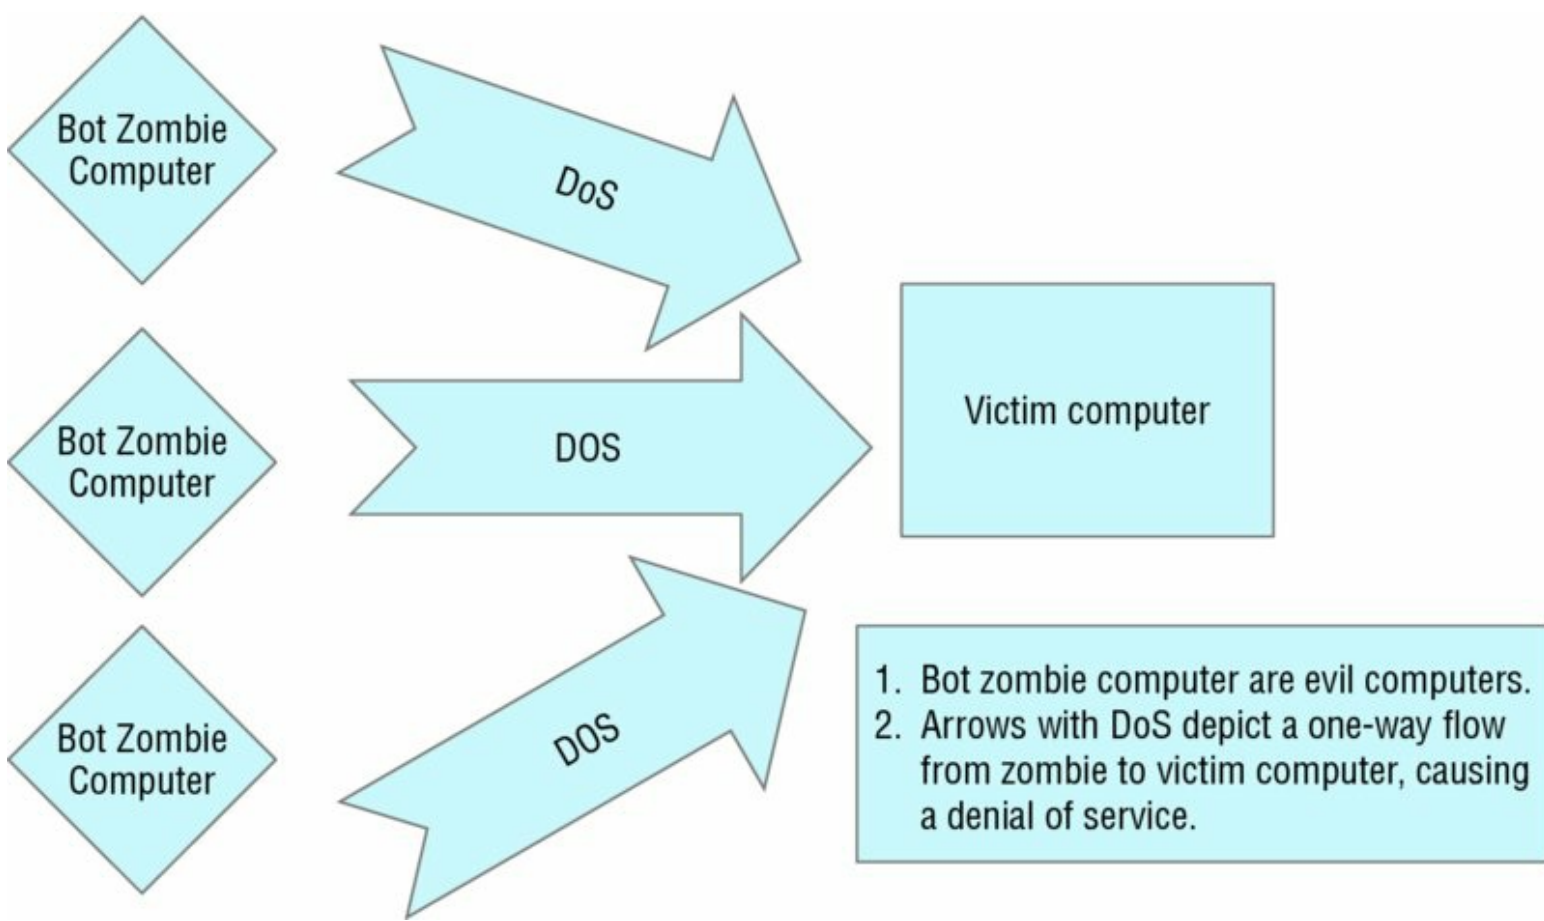 Bot Zombie
Computer
DoS
Bot Zombie
Computer
DOS
Victim computer
Bot Zombie
Computer
DOS
1. Bot zombie computer are evil computers.
2. Arrows with DoS depict a one-way flow
from zombie to victim computer, causing
a denial of service.